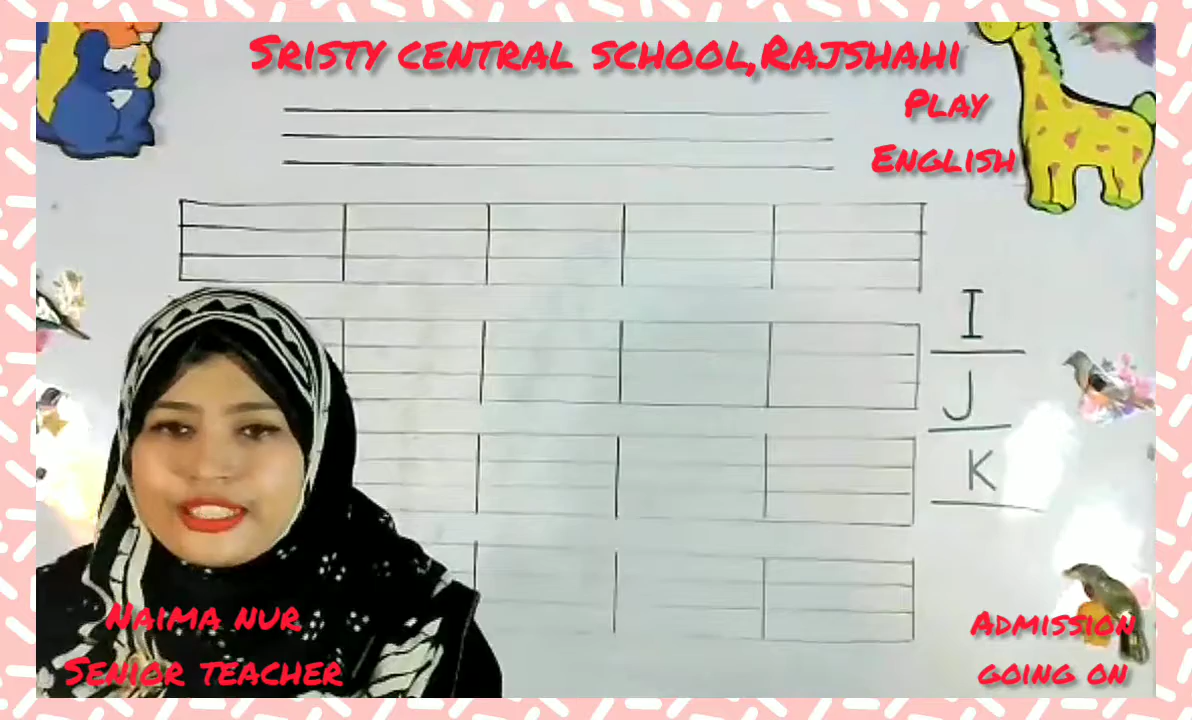 Sristy central school,Rajshahi
Play
English
I
J
K
Naima nur
Senior teacher
Admission
going on